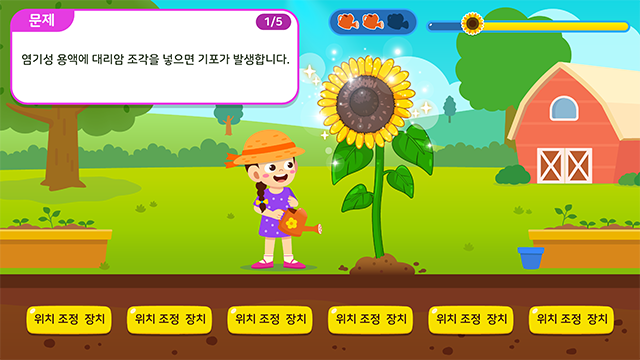 문제
1/5
염기성 용액에 대리암 조각을 넣으면 기포가 발생합니다.
위치 조정 장치
위치 조정 장치
위치 조정 장치
위치 조정 장치
위치 조정 장치
위치 조정 장치